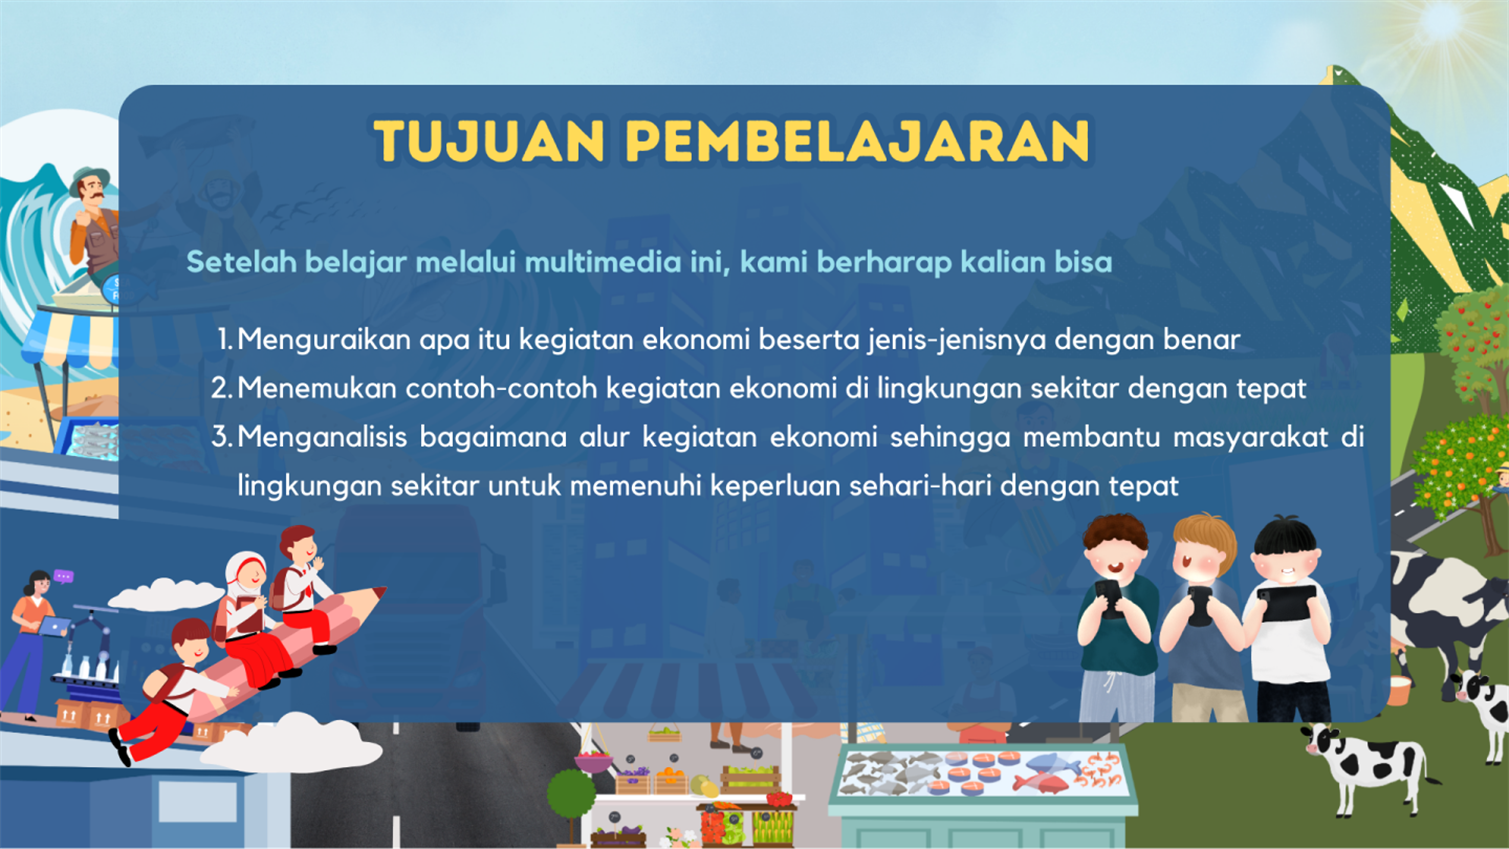 TUJUAN PEMBELAJARAN
Setelah belajar melalui multimedia ini, kami berharap kalian bisa
1. Menguraikan apa itu kegiatan ekonomi beserta jenis-jenisnya dengan benar
2. Menemukan contoh-contoh kegiatan ekonomi di lingkungan sekitar dengan tepat
3. Menganalisis bagaimana alur kegiatan ekonomi sehingga membantu masyarakat di
lingkungan sekitar untuk memenuhi keperluan sehari-hari dengan tepat